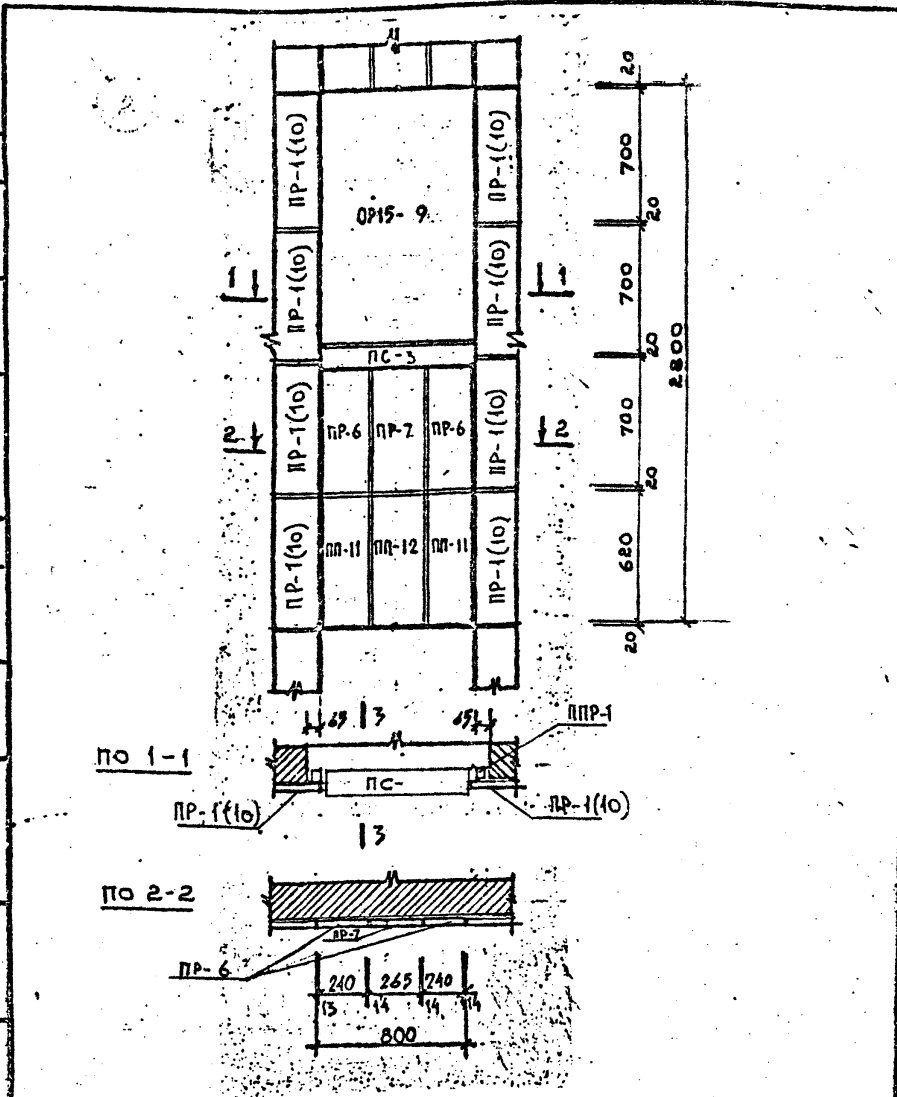 ПР-1(10)
ОР15-9
ПР-1(10)
20
700
20
1
ПР-1(10)
ПР-1(10)
1
700
20
2800
ПС-3
2
ПР-1(10)
ПР-6
ПР-7
ПР-6
ПР-1(10)
2
700
20
ПР-1(10)
ПП-11
ПП-12
ПП-11
ПР-1(10)
680
20
65
3
65
ППР-1
ПО 1-1
ПС-
ПР-1(10)
ПР-1(10)
3
ПО 2-2
ПР-7
ПР-6
240
265
240
13
14
14
14
800